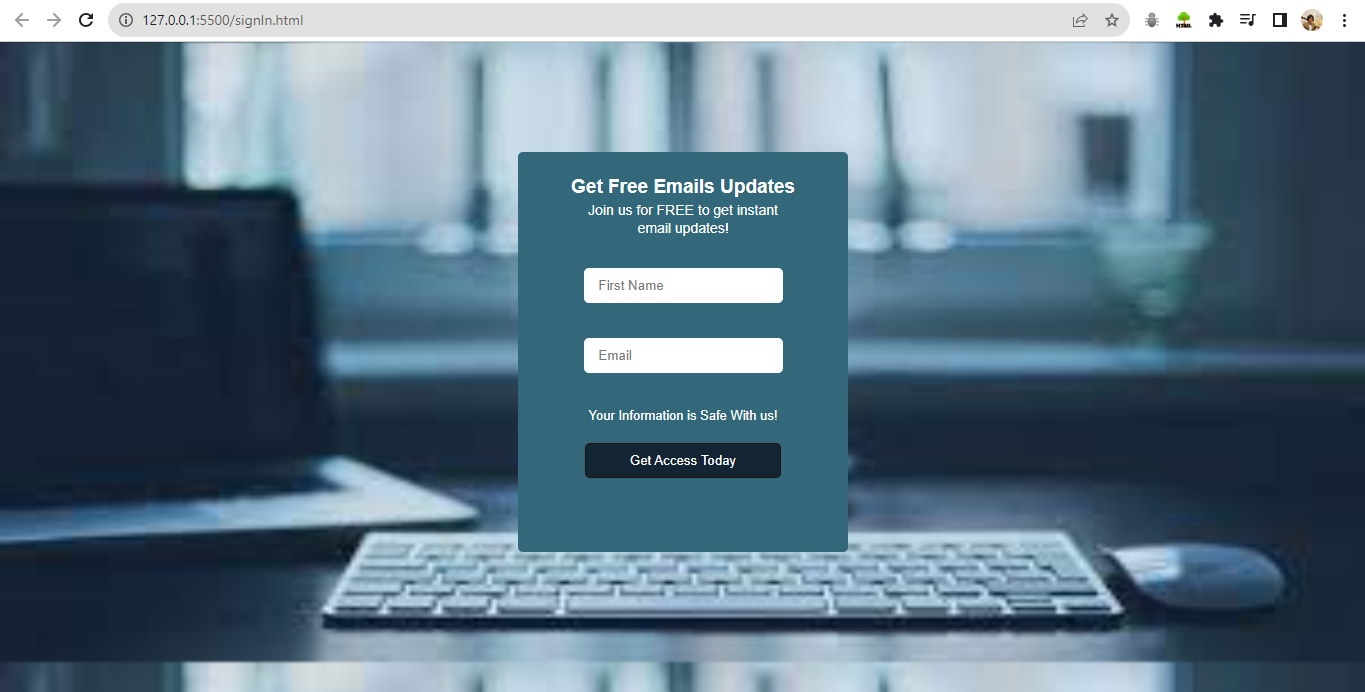 127.0.0.1:5500/signIn.html
Get Free Emails Updates
Join us for FREE to get instant
email updates!
First Name
Email
Your Information is Safe With us!
Get Access Today